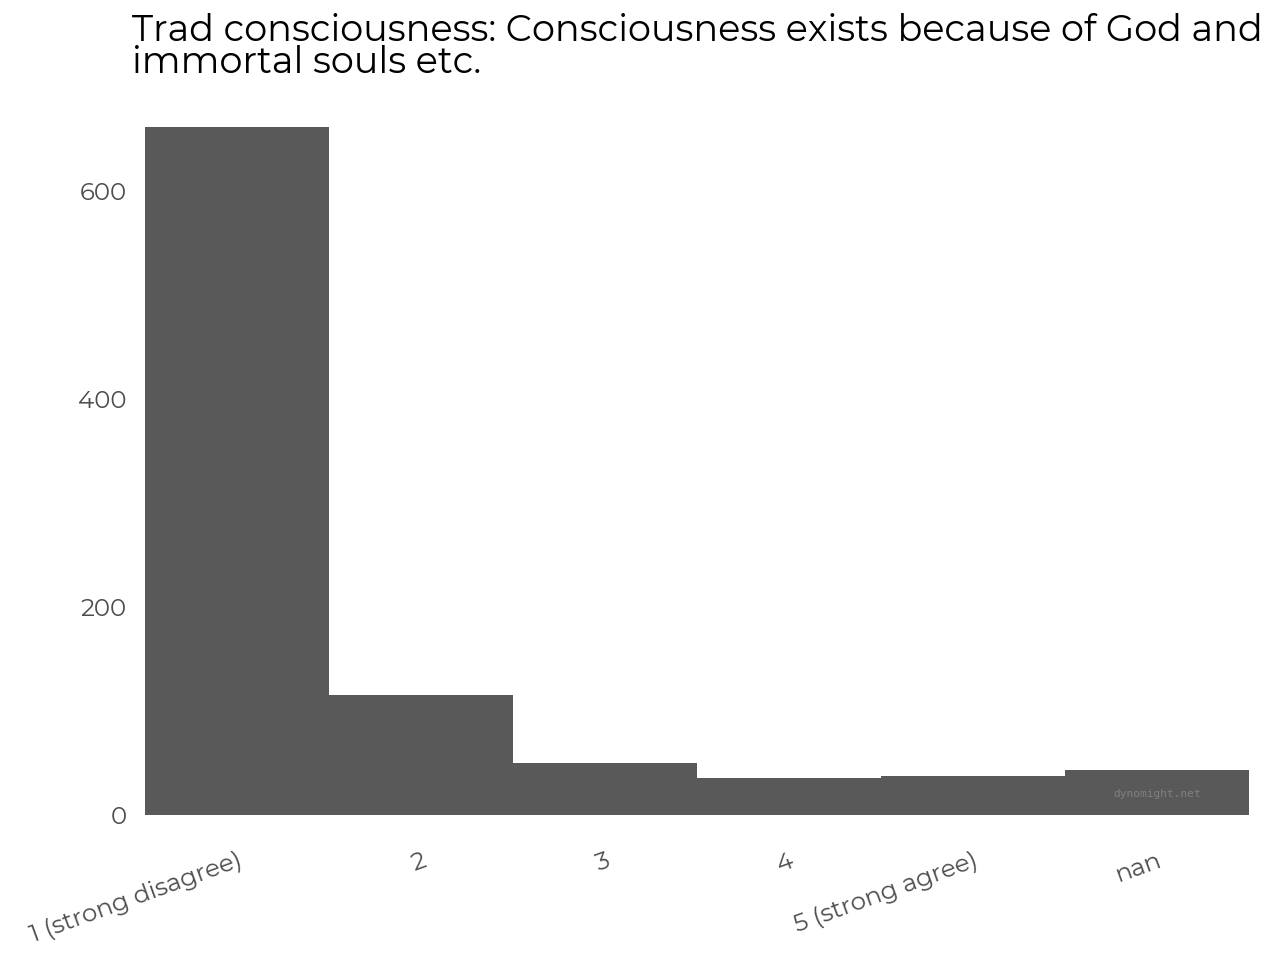 Trad consciousness: Consciousness exists because of God and
immortal souls etc.
600
400
200
0
1 (strong disagree)
2
3
4
5 (strong agree)
nan
dynomight.net